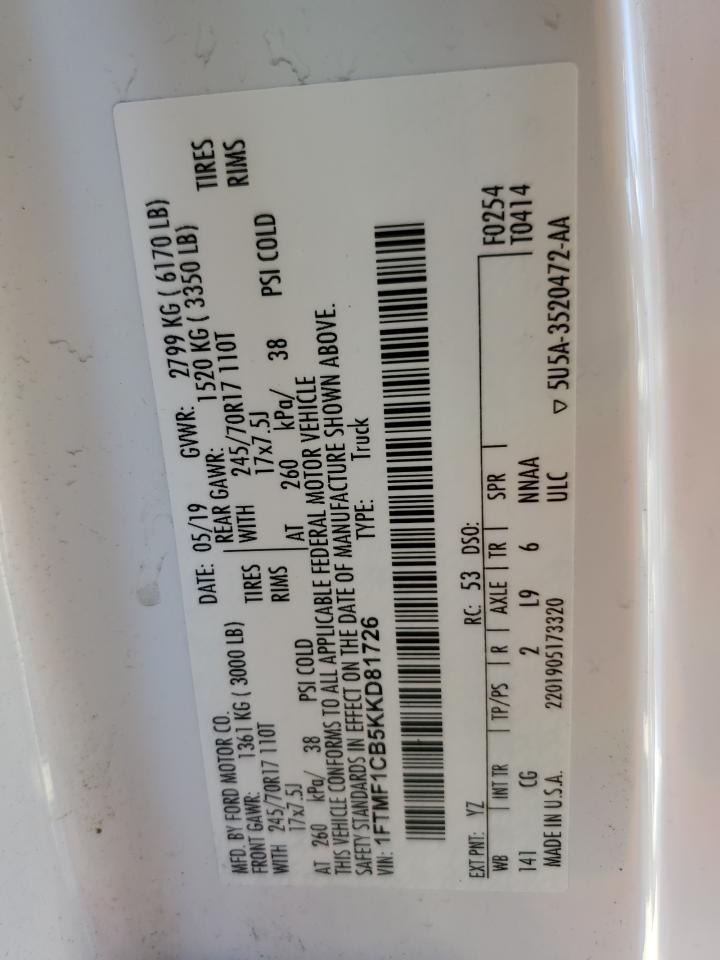 MFD. BY FORD MOTOR CO.
DATE: 05/19 GVWR: 2799 KG ( 6170 LB)
FRONT GAWR: 1361 KG ( 3000 LB) REAR GAWR: 1520 KG ( 3350 LB)
WITH 245/70R17 110T TIRES WITH 245/70R17 110T TIRES
17x7.5J RIMS 17x7.5J RIMS
AT 260 kPa/ 38 PSI COLD AT 260 kPa/ 38 PSI COLD
THIS VEHICLE CONFORMS TO ALL APPLICABLE FEDERAL MOTOR VEHICLE
SAFETY STANDARDS IN EFFECT ON THE DATE OF MANUFACTURE SHOWN ABOVE.
VIN: 1FTMF1CB5KKD81726 TYPE: Truck
EXT PNT: YZ RC: 53 DSO: F0254
WB INT TR TP/PS R AXLE TR SPR T0414
141 CG 2 L9 6 NNAA
MADE IN U.S.A. 2201905173320 ULC ▽ 5U5A-3520472-AA